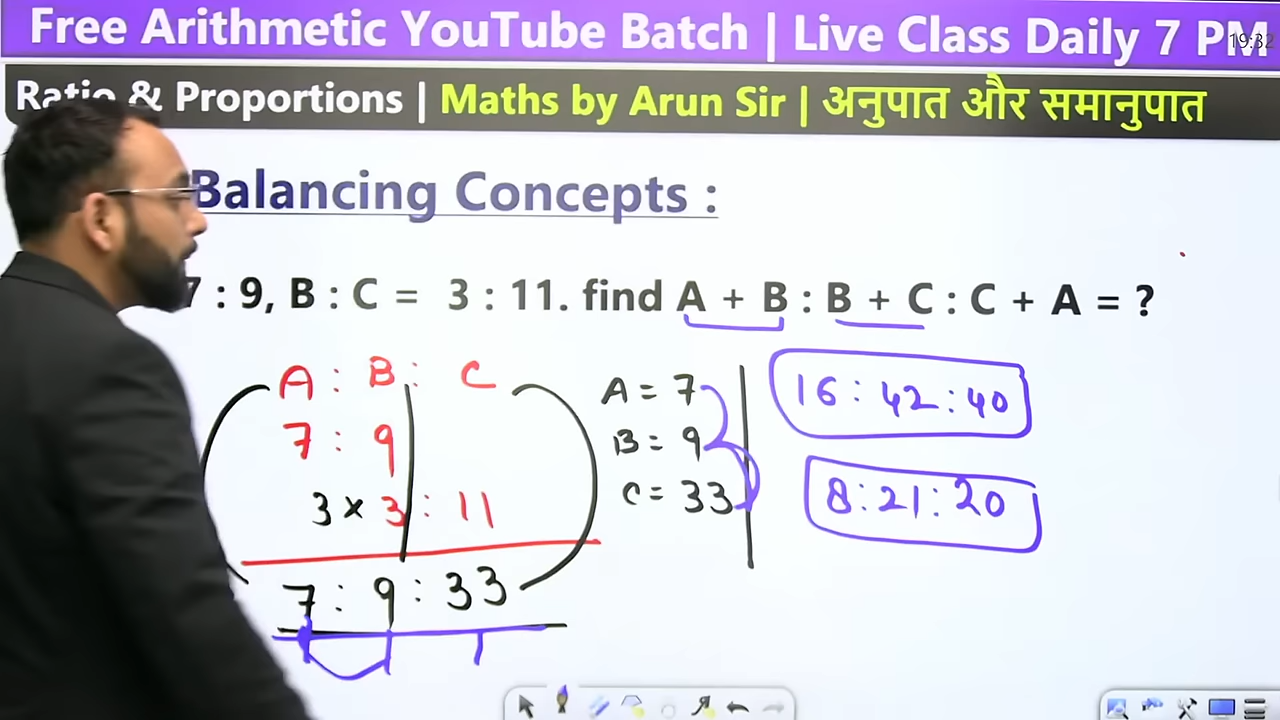 Free Arithmetic YouTube Batch | Live Class Daily 7 PM
19:32
Ratio & Proportions | Maths by Arun Sir | अनुपात और समानुपात
Balancing Concepts :
7 : 9, B : C = 3 : 11. find A + B : B + C : C + A = ?
A : B : C
7 : 9
3 × 3 : 11
7 : 9 : 33
A = 7
B = 9
C = 33
16 : 42 : 40
8 : 21 : 20